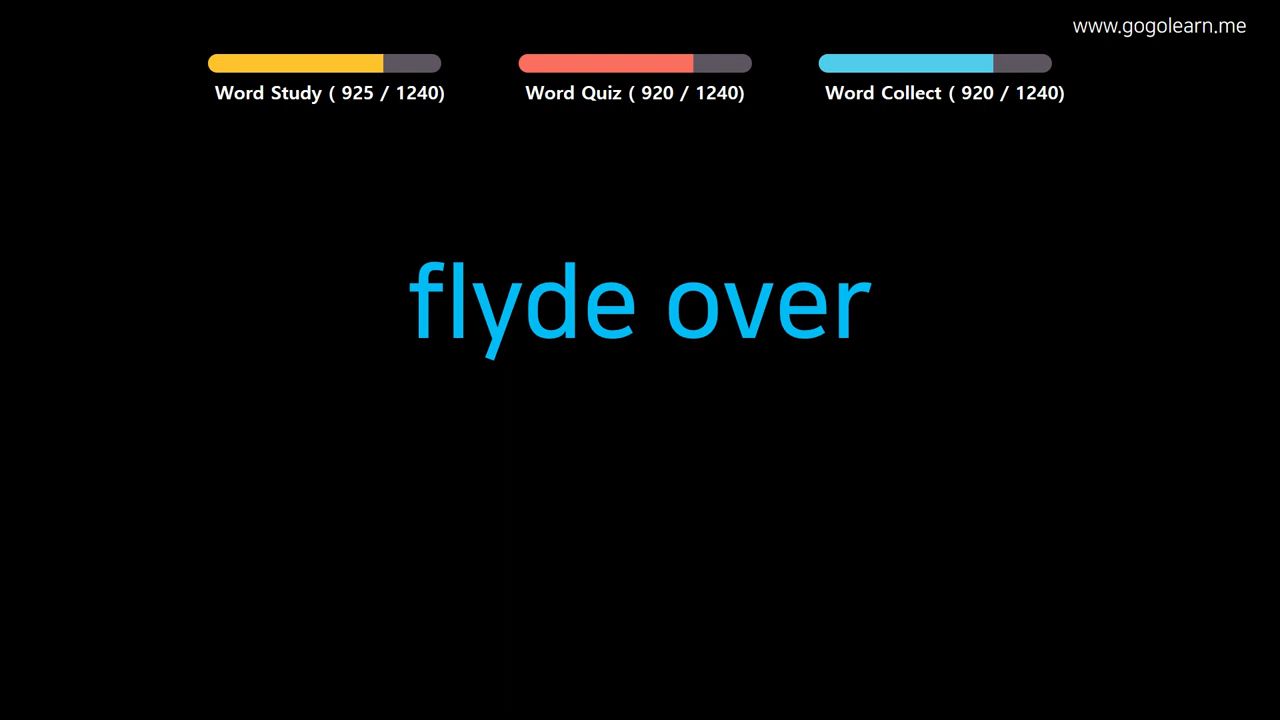 www.gogolearn.me
Word Study ( 925 / 1240)
Word Quiz ( 920 / 1240)
Word Collect ( 920 / 1240)
flyde over